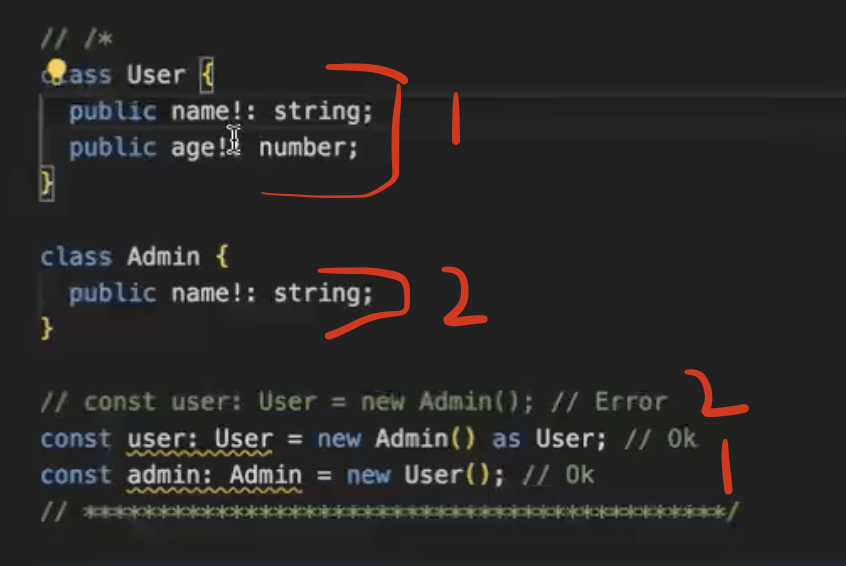 // /*
class User {
public name!: string;
public age!: number;
}
1
class Admin {
public name!: string;
}
2
// const user: User = new Admin(); // Error 2
const user: User = new Admin() as User; // Ok
const admin: Admin = new User(); // Ok 1
// ********************************************/